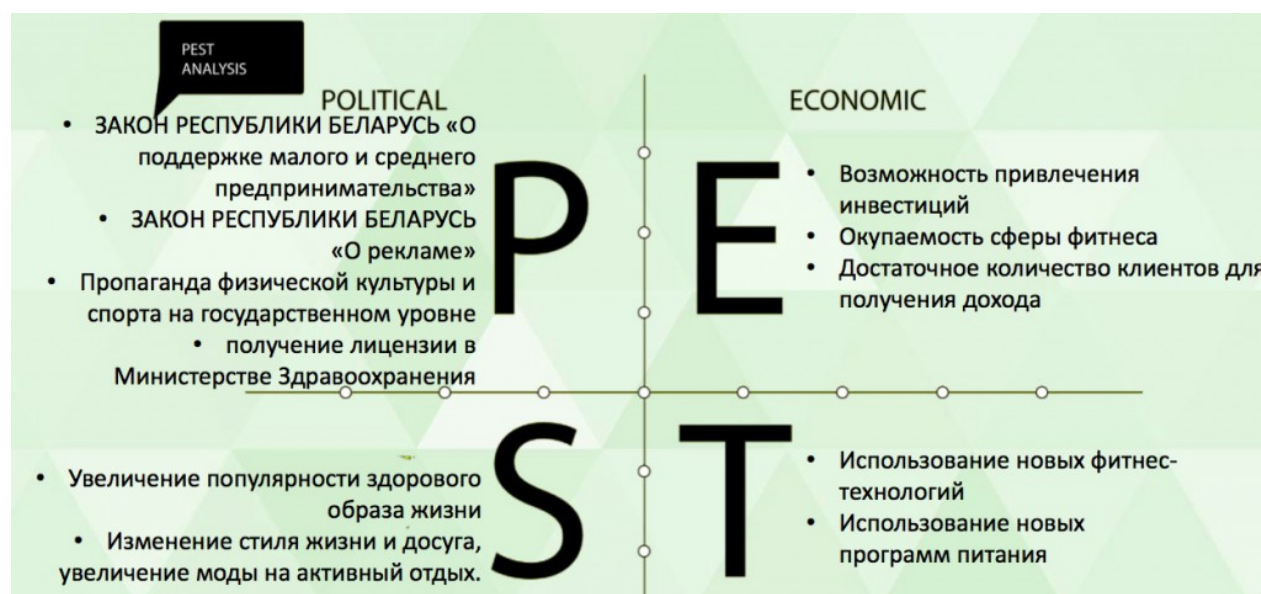 PEST
ANALYSIS
POLITICAL
• ЗАКОН РЕСПУБЛИКИ БЕЛАРУСЬ «О
поддержке малого и среднего
предпринимательства»
• ЗАКОН РЕСПУБЛИКИ БЕЛАРУСЬ
«О рекламе»
• Пропаганда физической культуры и
спорта на государственном уровне
• получение лицензии в
Министерстве Здравоохранения
P
ECONOMIC
E
• Возможность привлечения
инвестиций
• Окупаемость сферы фитнеса
• Достаточное количество клиентов для
получения дохода
• Увеличение популярности здорового
образа жизни
• Изменение стиля жизни и досуга,
увеличение моды на активный отдых.
S
T
• Использование новых фитнес-
технологий
• Использование новых
программ питания